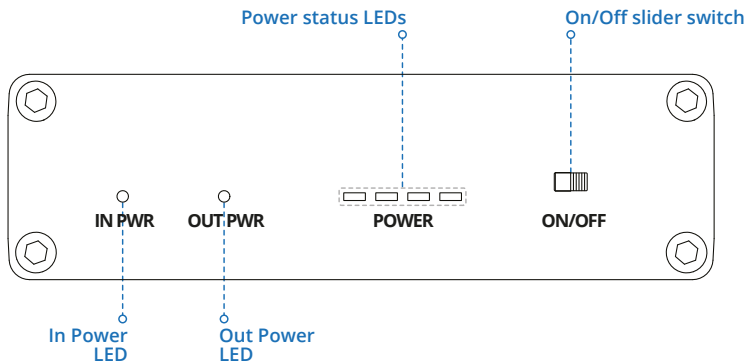 Power status LEDs
On/Off slider switch
IN PWR
OUT PWR
POWER
ON/OFF
In Power
LED
Out Power
LED